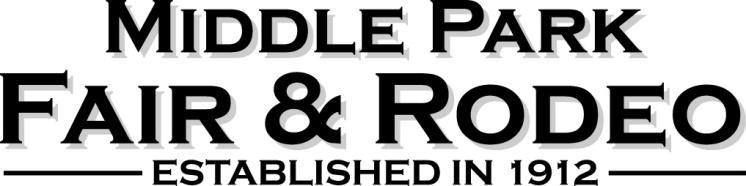 MIDDLE PARK
FAIR & RODEO
ESTABLISHED IN 1912